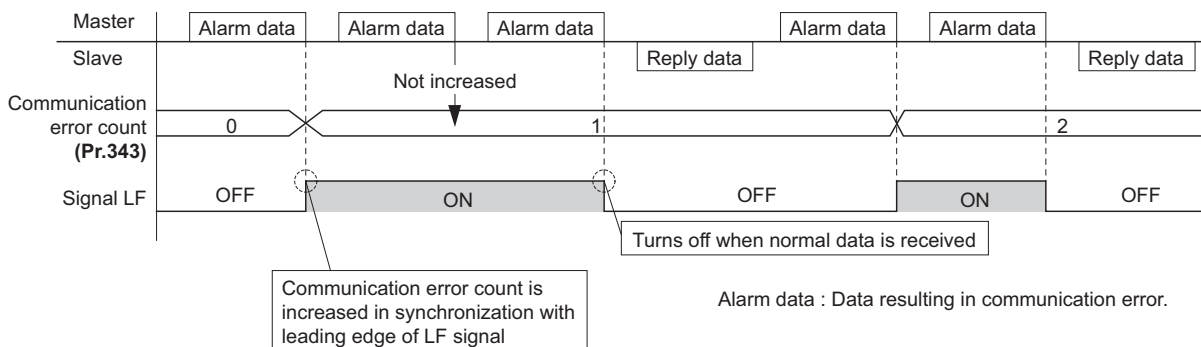 Master
Alarm data
Alarm data
Alarm data
Alarm data
Alarm data
Slave
Reply data
Reply data
Not increased
Communication
error count
(Pr.343)
0
1
2
Signal LF
OFF
ON
OFF
ON
OFF
Turns off when normal data is received
Communication error count is
increased in synchronization with
leading edge of LF signal
Alarm data : Data resulting in communication error.